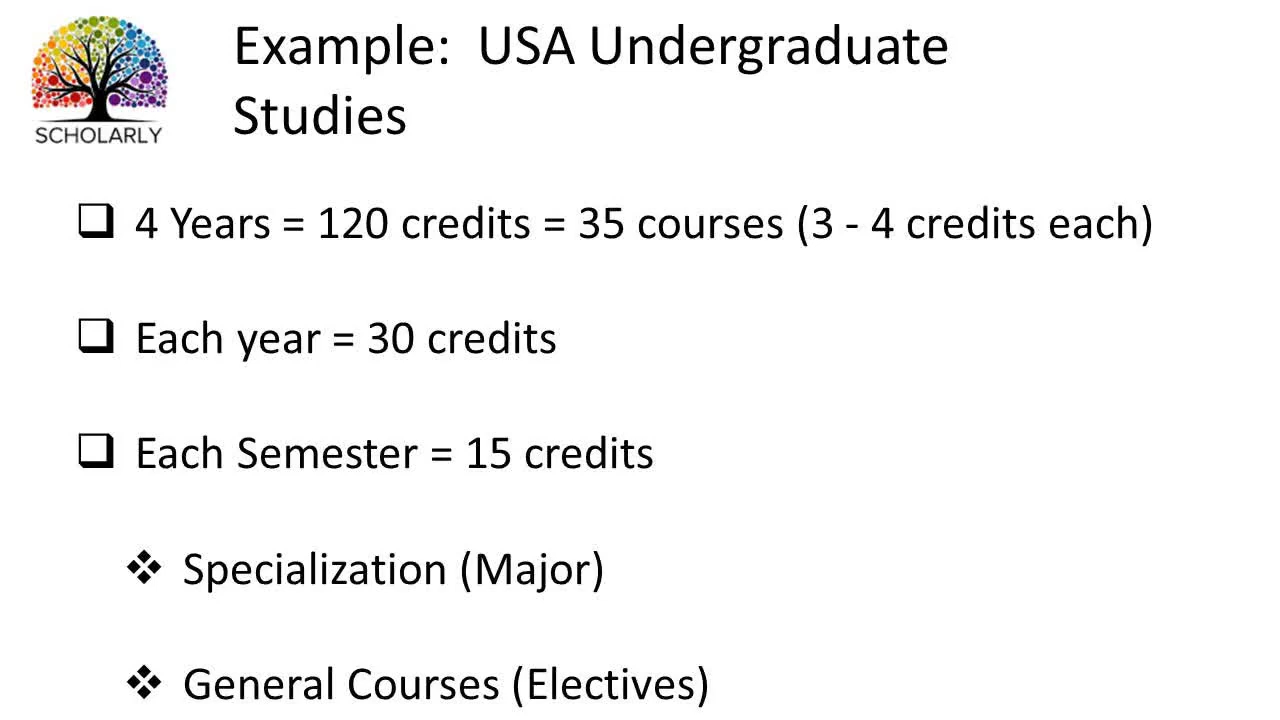 SCHOLARLY
Example:  USA Undergraduate
Studies
4 Years = 120 credits = 35 courses (3 - 4 credits each)
Each year = 30 credits
Each Semester = 15 credits
Specialization (Major)
General Courses (Electives)